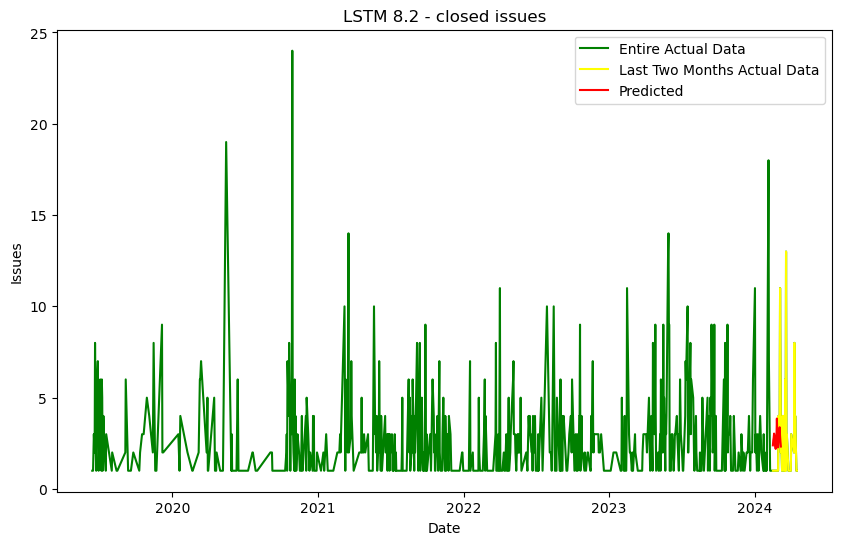 LSTM 8.2 - closed issues
Entire Actual Data
Last Two Months Actual Data
Predicted
25
20
15
10
5
0
Issues
2020
2021
2022
2023
2024
Date